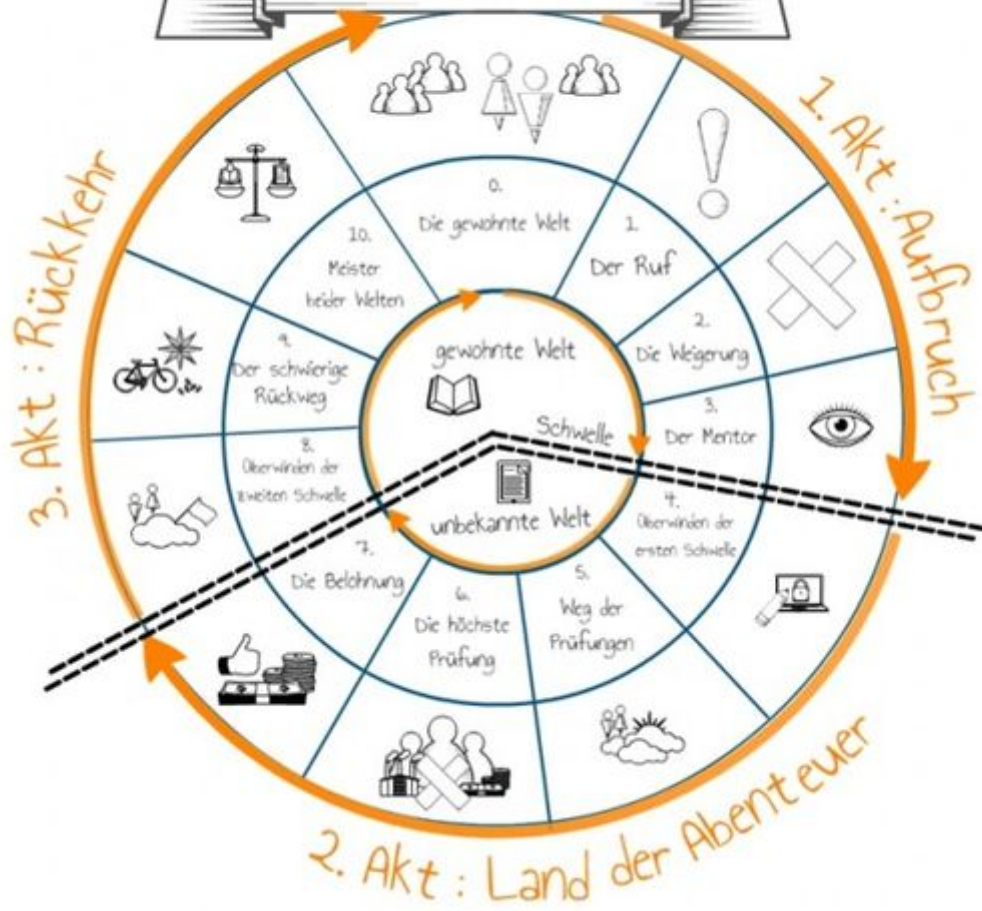 1. Akt : Aufbruch
2. Akt : Land der Abenteuer
3. Akt : Rückkehr
0.
Die gewohnte Welt
1.
Der Ruf
2.
Die Weigerung
3.
Der Mentor
4.
Überwinden der
ersten Schwelle
5.
Weg der
Prüfungen
6.
Die höchste
Prüfung
7.
Die Belohnung
8.
Überwinden der
zweiten Schwelle
9.
Der schwierige
Rückweg
10.
Meister
beider Welten
gewohnte Welt
Schwelle
unbekannte Welt